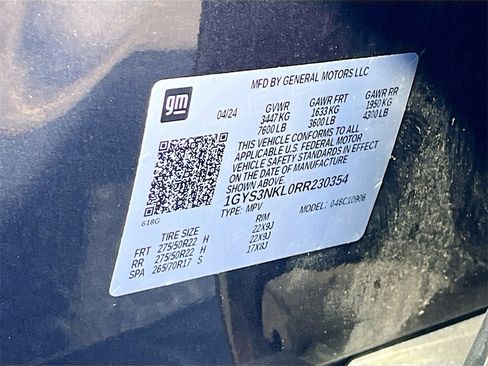 MFD BY GENERAL MOTORS LLC
gm
04/24 GVWR GAWR FRT GAWR RR
3447 KG 1633 KG 1950 KG
7600 LB 3600 LB 4300 LB
THIS VEHICLE CONFORMS TO ALL
APPLICABLE U.S. FEDERAL MOTOR
VEHICLE SAFETY STANDARDS IN EFFECT
ON THE DATE OF MANUFACTURE
SHOWN ABOVE
1GYS3NKL0RR230354
TYPE: MPV MODEL: 046C10906
618G
TIRE SIZE RIM
FRT 275/50R22 H 22X9J
RR 275/50R22 H 22X9J
SPA 265/70R17 S 17X8J